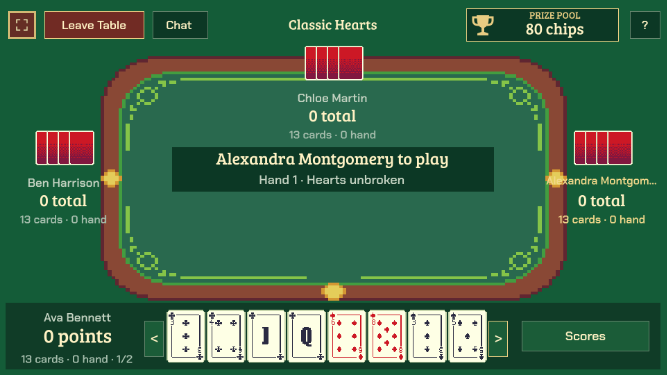 Leave Table
Chat
Classic Hearts
PRIZE POOL
80 chips
?
Chloe Martin
0 total
13 cards · 0 hand
Alexandra Montgomery to play
Hand 1 · Hearts unbroken
Ben Harrison
0 total
13 cards · 0 hand
Alexandra Montgom...
0 total
13 cards · 0 hand
Ava Bennett
0 points
13 cards · 0 hand · 1/2
<
J
Q
>
Scores